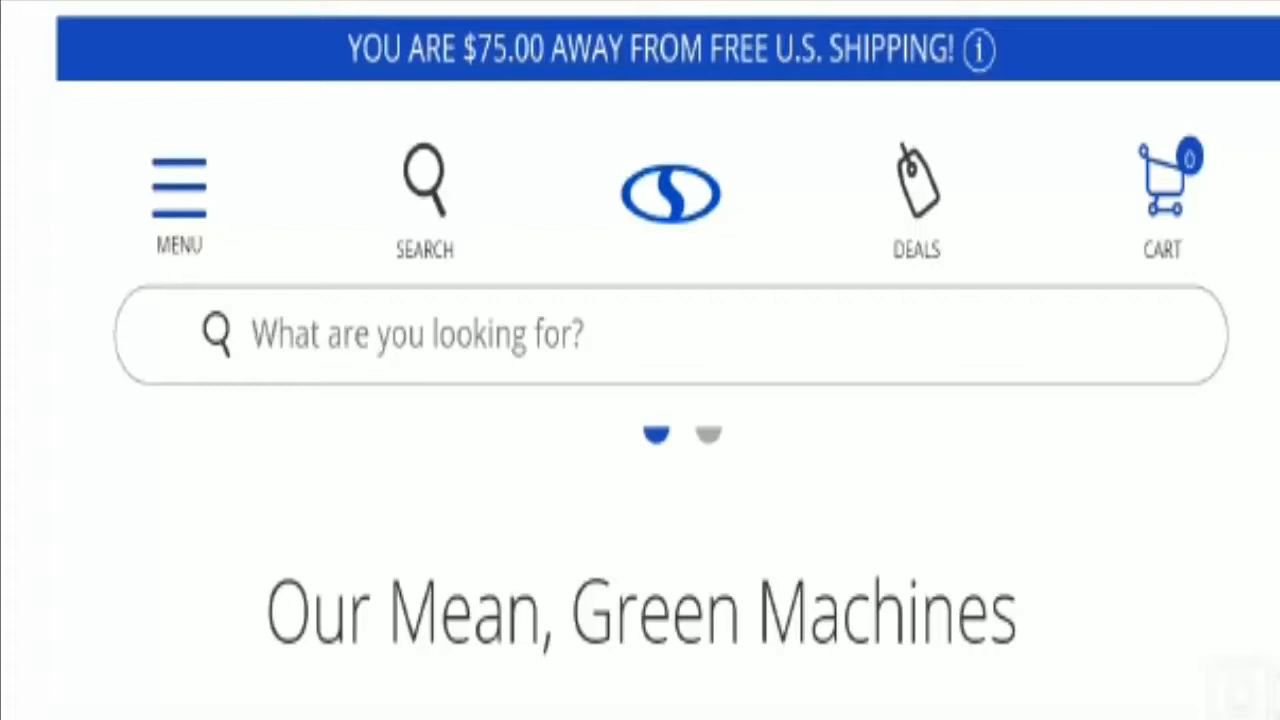 YOU ARE $75.00 AWAY FROM FREE U.S. SHIPPING! i
MENU
SEARCH
S
DEALS
0
CART
What are you looking for?
Our Mean, Green Machines